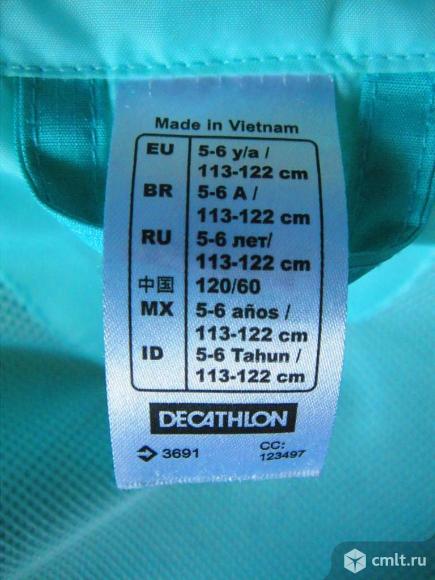 Made in Vietnam
EU 5-6 y/a /
113-122 cm
BR 5-6 A /
113-122 cm
RU 5-6 лет/
113-122 cm
中国 120/60
MX 5-6 años /
113-122 cm
ID 5-6 Tahun /
113-122 cm
DECATHLON
3691 CC:
123497
cmlt.ru